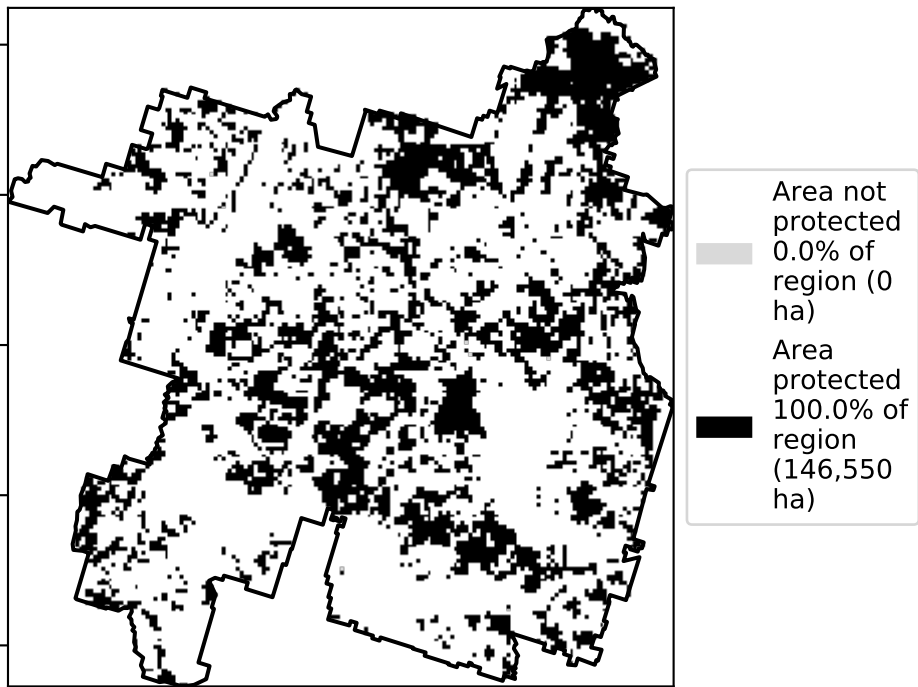 Area not
protected
0.0% of
region (0
ha)
Area
protected
100.0% of
region
(146,550
ha)